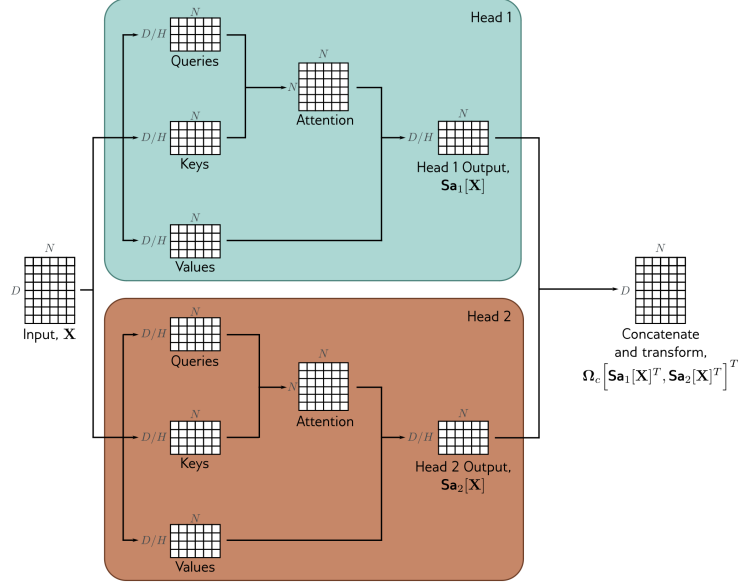 Head 1
N
D/H
Queries
N
N
Attention
N
D/H
Keys
N
D/H
Head 1 Output,
Sa₁[X]
N
D/H
Values
N
D
Input, X
N
D
Concatenate
and transform,
Ω_c[Sa₁[X]ᵀ, Sa₂[X]ᵀ]ᵀ
Head 2
N
D/H
Queries
N
N
Attention
N
D/H
Keys
N
D/H
Head 2 Output,
Sa₂[X]
N
D/H
Values